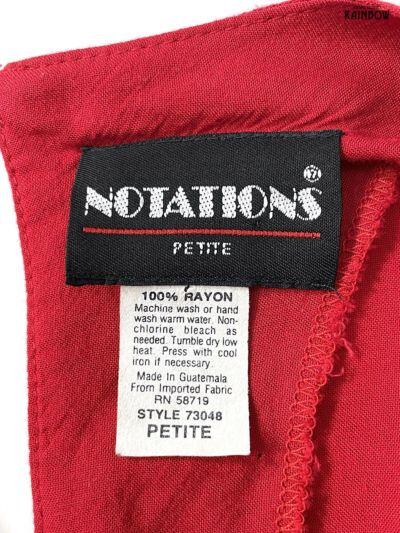 RAINBOW
NOTATIONS®
PETITE
100% RAYON
Machine wash or hand
wash warm water. Non-
chlorine bleach as
needed. Tumble dry low
heat. Press with cool
iron if necessary.
Made In Guatemala
From Imported Fabric
RN 58719
STYLE 73048
PETITE